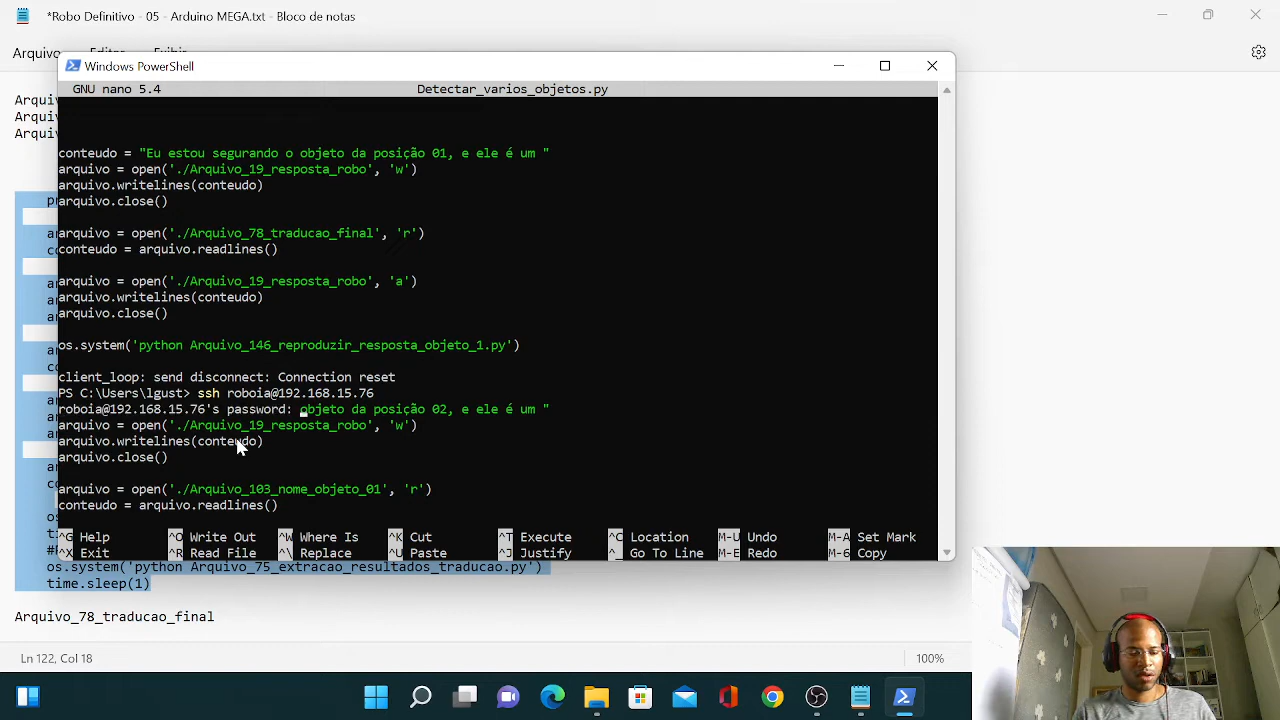 *Robo Definitivo - 05 - Arduino MEGA.txt - Bloco de notas
Windows PowerShell
GNU nano 5.4 Detectar_varios_objetos.py
conteudo = "Eu estou segurando o objeto da posição 01, e ele é um "
arquivo = open('./Arquivo_19_resposta_robo', 'w')
arquivo.writelines(conteudo)
arquivo.close()
arquivo = open('./Arquivo_78_traducao_final', 'r')
conteudo = arquivo.readlines()
arquivo = open('./Arquivo_19_resposta_robo', 'a')
arquivo.writelines(conteudo)
arquivo.close()
os.system('python Arquivo_146_reproduzir_resposta_objeto_1.py')
client_loop: send disconnect: Connection reset
PS C:\Users\lgust> ssh roboia@192.168.15.76
roboia@192.168.15.76's password: objeto da posição 02, e ele é um "
arquivo = open('./Arquivo_19_resposta_robo', 'w')
arquivo.writelines(conteudo)
arquivo.close()
arquivo = open('./Arquivo_103_nome_objeto_01', 'r')
conteudo = arquivo.readlines()
^G Help ^O Write Out ^W Where Is ^K Cut ^T Execute ^C Location M-U Undo M-A Set Mark
^X Exit ^R Read File ^\ Replace ^U Paste ^J Justify ^_ Go To Line M-E Redo M-6 Copy
os.system('python Arquivo_75_extracao_resultados_traducao.py')
time.sleep(1)
Arquivo_78_traducao_final
Ln 122, Col 18 100%